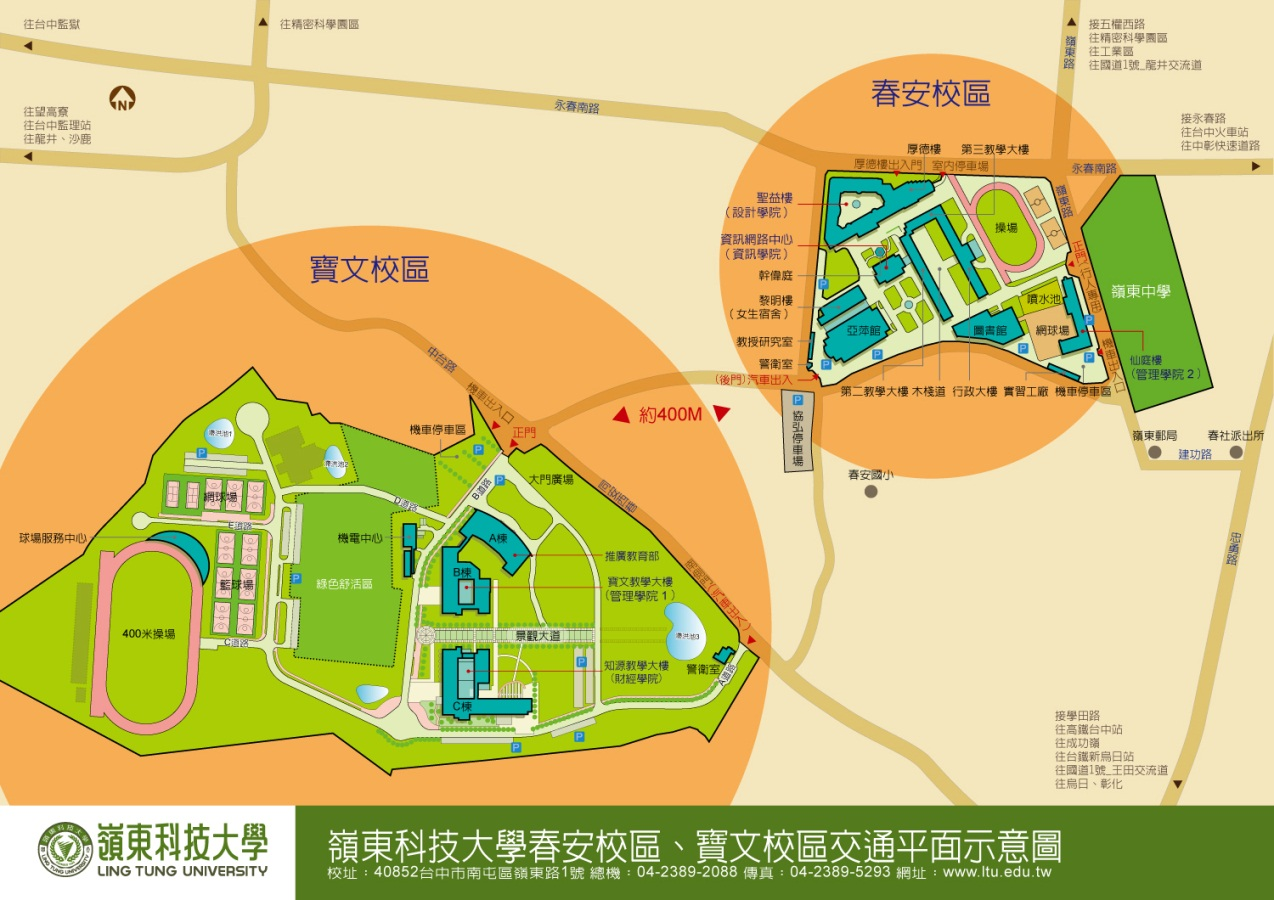 往台中監獄
往精密科學園區
接五權西路
往精密科學園區
往工業區
往國道1號_龍井交流道
嶺東路
N
往望高寮
往台中監理站
往龍井、沙鹿
永春南路
春安校區
接永春路
往台中火車站
往中彰快速道路
永春南路
厚德樓
第三教學大樓
厚德樓出入門
室內停車場
嶺東路
聖益樓
(設計學院)
操場
資訊網路中心
(資訊學院)
正門
行人專用
幹偉庭
嶺東中學
黎明樓
(女生宿舍)
噴水池
亞萍館
圖書館
網球場
教授研究室
警衛室
仙庭樓
(管理學院2)
機車出入口
(後門)汽車出入
第二教學大樓
木棧道
行政大樓
實習工廠
機車停車區
P
協弘停車場
約400M
嶺東郵局
春社派出所
建功路
春安國小
忠勇路
寶文校區
中台路
機車出入口
正門
機車停車區
滯洪池1
滯洪池2
大門廣場
B道路
D道路
網球場
E道路
球場服務中心
機電中心
A棟
推廣教育部
B棟
寶文教學大樓
(管理學院1)
籃球場
綠色舒活區
400米操場
C道路
景觀大道
滯洪池3
知源教學大樓
(財經學院)
警衛室
A道路
C棟
接學田路
往高鐵台中站
往成功嶺
往台鐵新烏日站
往國道1號_王田交流道
往烏日、彰化
嶺東科技大學
LING TUNG UNIVERSITY
嶺東科技大學春安校區、寶文校區交通平面示意圖
校址：40852台中市南屯區嶺東路1號 總機：04-2389-2088 傳真：04-2389-5293 網址：www.ltu.edu.tw